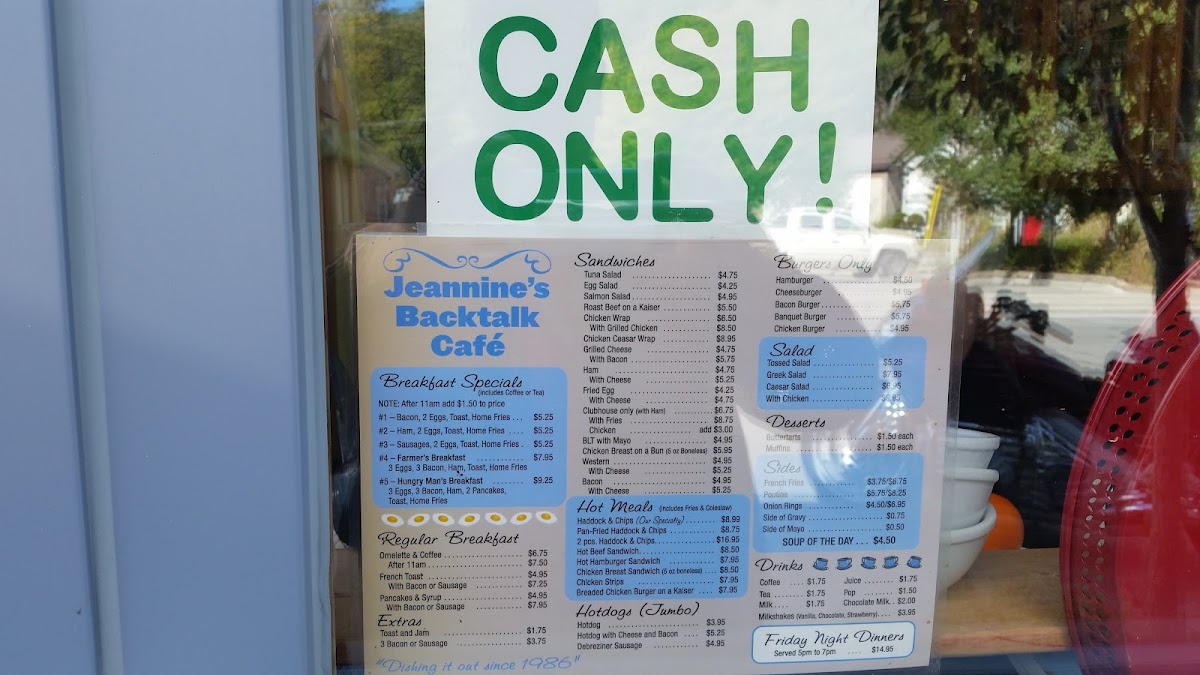 CASH
ONLY!
Jeannine's
Backtalk
Café
Breakfast Specials
(includes Coffee or Tea)
NOTE: After 11am add $1.50 to price
#1 – Bacon, 2 Eggs, Toast, Home Fries . . . $5.25
#2 – Ham, 2 Eggs, Toast, Home Fries . . . . . $5.25
#3 – Sausages, 2 Eggs, Toast, Home Fries . $5.25
#4 – Farmer's Breakfast . . . . . . . . . . . . $7.95
3 Eggs, 3 Bacon, Ham, Toast, Home Fries
#5 – Hungry Man's Breakfast . . . . . . . . $9.25
3 Eggs, 3 Bacon, Ham, 2 Pancakes,
Toast, Home Fries
Regular Breakfast
Omelette & Coffee . . . . . . . . . . . . $6.75
After 11am . . . . . . . . . . . . $7.50
French Toast . . . . . . . . . . . . $4.95
With Bacon or Sausage . . . . . . . . $7.25
Pancakes & Syrup . . . . . . . . . . . . $4.95
With Bacon or Sausage . . . . . . . . $7.95
Extras
Toast and Jam . . . . . . . . . . . . $1.75
3 Bacon or Sausage . . . . . . . . . . . . $3.75
"Dishing it out since 1986"
Sandwiches
Tuna Salad . . . . . . . . . . . . $4.75
Egg Salad . . . . . . . . . . . . $4.25
Salmon Salad . . . . . . . . . . . . $4.95
Roast Beef on a Kaiser . . . . . . . . $5.50
Chicken Wrap . . . . . . . . . . . . $6.50
With Grilled Chicken . . . . . . . . $8.50
Chicken Ceasar Wrap . . . . . . . . $8.95
Grilled Cheese . . . . . . . . . . . . $4.75
With Bacon . . . . . . . . . . . . $5.75
Ham . . . . . . . . . . . . $4.75
With Cheese . . . . . . . . . . . . $5.25
Fried Egg . . . . . . . . . . . . $4.25
With Cheese . . . . . . . . . . . . $4.75
Clubhouse only (with Ham) . . . . . . . . $6.75
With Fries . . . . . . . . . . . . $8.75
Chicken add $3.00
BLT with Mayo . . . . . . . . . . . . $4.95
Chicken Breast on a Bun (5 oz Boneless) $5.95
Western . . . . . . . . . . . . $4.95
With Cheese . . . . . . . . . . . . $5.25
Bacon . . . . . . . . . . . . $4.95
With Cheese . . . . . . . . . . . . $5.25
Hot Meals (includes Fries & Coleslaw)
Haddock & Chips (Our Specialty) . . . . . . . . $8.99
Pan-Fried Haddock & Chips . . . . . . . . $8.75
2 pcs. Haddock & Chips . . . . . . . . $16.95
Hot Beef Sandwich . . . . . . . . . . . . $8.50
Hot Hamburger Sandwich . . . . . . . . $7.95
Chicken Breast Sandwich (5 oz boneless) . . . . $8.50
Chicken Strips . . . . . . . . . . . . $7.95
Breaded Chicken Burger on a Kaiser . . . . $7.95
Hotdogs (Jumbo)
Hotdog . . . . . . . . . . . . $3.95
Hotdog with Cheese and Bacon . . . . $5.25
Debreziner Sausage . . . . . . . . $4.95
Burgers Only
Hamburger . . . . . . . . . . . . $4.50
Cheeseburger . . . . . . . . . . . . $4.95
Bacon Burger . . . . . . . . . . . . $5.75
Banquet Burger . . . . . . . . . . . . $5.75
Chicken Burger . . . . . . . . . . . . $4.95
Salad
Tossed Salad . . . . . . . . . . . . $5.25
Greek Salad . . . . . . . . . . . . $7.95
Caesar Salad . . . . . . . . . . . .
With Chicken . . . . . . . . . . . .
Desserts
Buttertarts . . . . . . . . . . . . $1.50 each
Muffins . . . . . . . . . . . . $1.50 each
Sides
French Fries . . . . . . . . . . . . $3.75/$6.75
Poutine . . . . . . . . . . . . $5.75/$8.25
Onion Rings . . . . . . . . . . . . $4.50/$6.95
Side of Gravy . . . . . . . . . . . . $0.75
Side of Mayo . . . . . . . . . . . . $0.50
SOUP OF THE DAY . . . $4.50
Drinks
Coffee . . . . $1.75 Juice . . . . . . . $1.75
Tea . . . . . . . $1.75 Pop . . . . . . . $1.50
Milk . . . . $1.75 Chocolate Milk . . $2.00
Milkshakes (Vanilla, Chocolate, Strawberry) . . . . $3.95
Friday Night Dinners
Served 5pm to 7pm . . . . $14.95